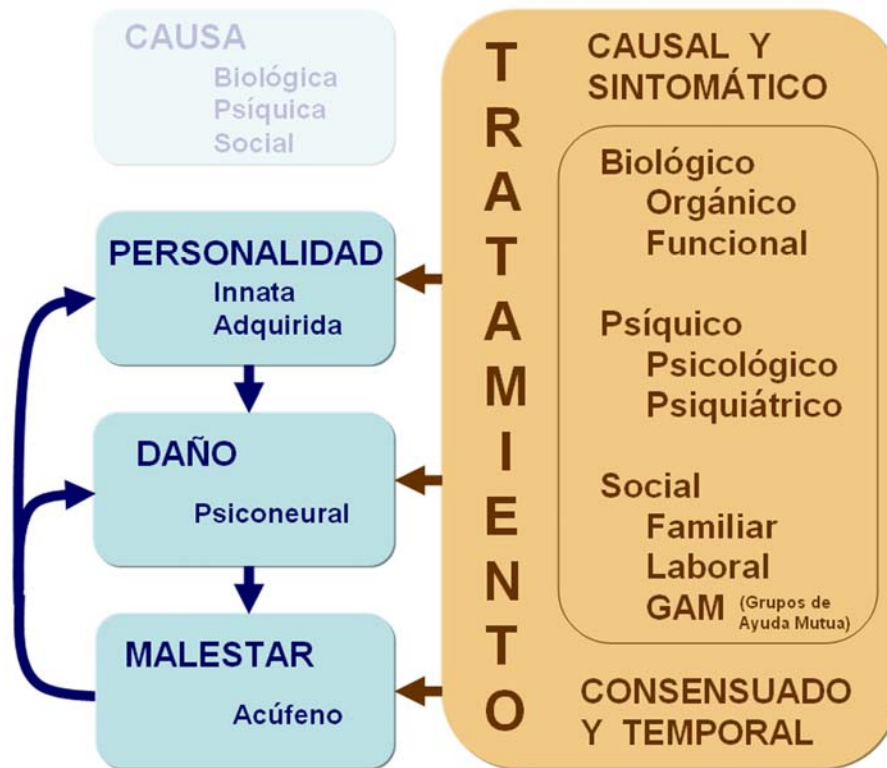 CAUSA
Biológica
Psíquica
Social
PERSONALIDAD
Innata
Adquirida
DAÑO
Psiconeural
MALESTAR
Acúfeno
TRATAMIENTO
CAUSAL Y
SINTOMÁTICO
Biológico
Orgánico
Funcional
Psíquico
Psicológico
Psiquiátrico
Social
Familiar
Laboral
GAM (Grupos de
Ayuda Mutua)
CONSENSUADO
Y TEMPORAL